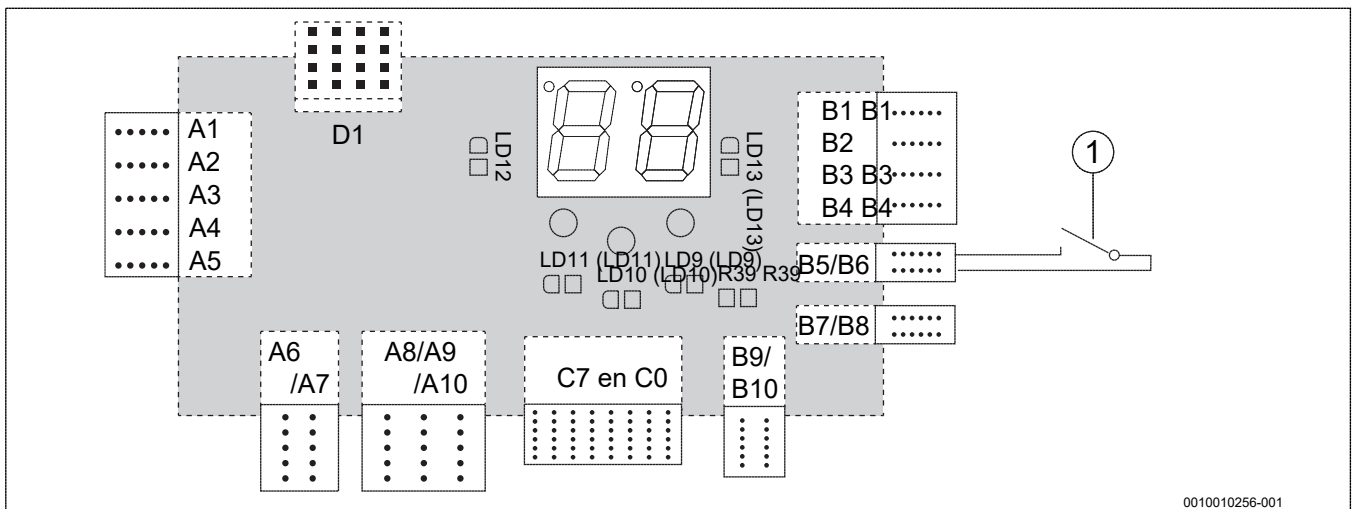 D1
A1
A2
A3
A4
A5
LD12
LD13 (LD13)
B1 B1
B2
B3 B3
B4 B4
1
LD11 (LD11)
LD9 (LD9)
LD10 (LD10)
R39 R39
B5/B6
B7/B8
A6
/A7
A8/A9
/A10
C7 en C0
B9/
B10
0010010256-001